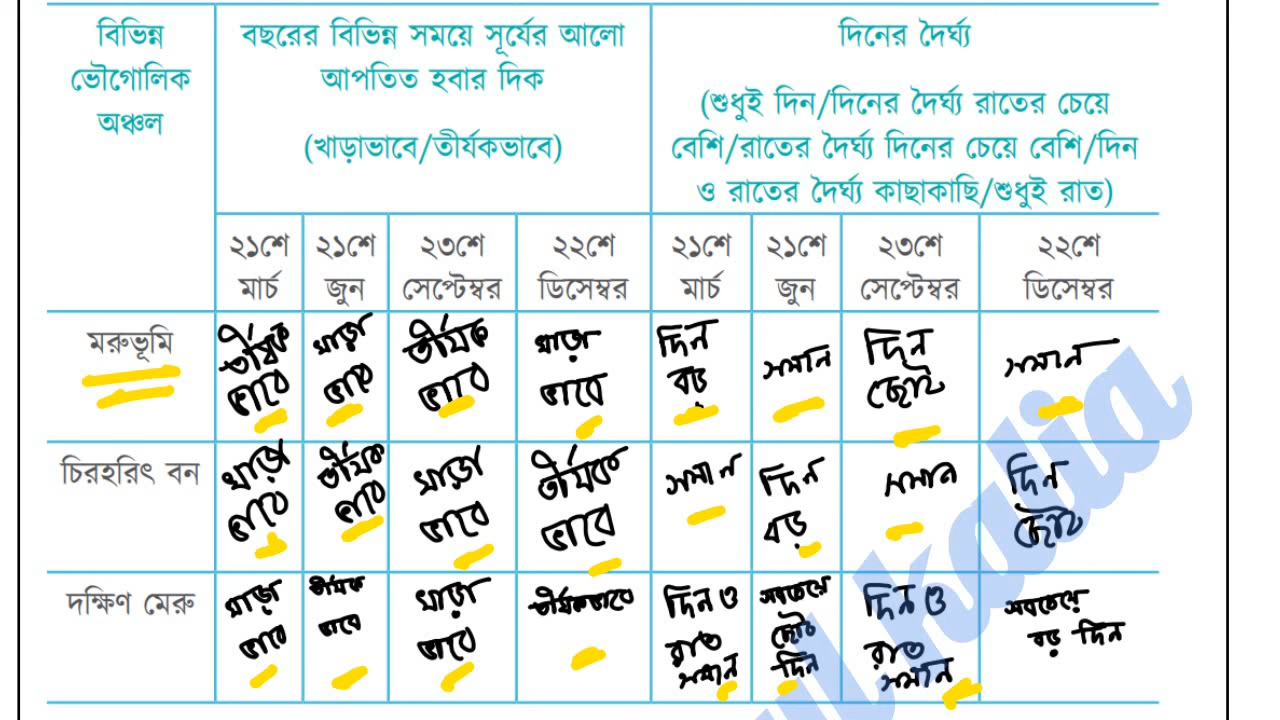 বিভিন্ন
ভৌগোলিক
অঞ্চল
বছরের বিভিন্ন সময়ে সূর্যের আলো
আপতিত হবার দিক
(খাড়াভাবে/তীর্যকভাবে)
দিনের দৈর্ঘ্য
(শুধুই দিন/দিনের দৈর্ঘ্য রাতের চেয়ে
বেশি/রাতের দৈর্ঘ্য দিনের চেয়ে বেশি/দিন
ও রাতের দৈর্ঘ্য কাছাকাছি/শুধুই রাত)
২১শে
মার্চ
২১শে
জুন
২৩শে
সেপ্টেম্বর
২২শে
ডিসেম্বর
২১শে
মার্চ
২১শে
জুন
২৩শে
সেপ্টেম্বর
২২শে
ডিসেম্বর
মরুভূমি
তীর্যক
ভাবে
খাড়া
ভাবে
তীর্যক
ভাবে
খাড়া
ভাবে
দিন
বড়
সমান
দিন
ছোট
সমান
চিরহরিৎ বন
খাড়া
ভাবে
তীর্যক
ভাবে
খাড়া
ভাবে
তীর্যক
ভাবে
সমান
দিন
বড়
সমান
দিন
ছোট
দক্ষিণ মেরু
খাড়া
ভাবে
তীর্যক
ভাবে
খাড়া
ভাবে
তীর্যকভাবে
দিন ও
রাত
সমান
সবচেয়ে
ছোট
দিন
দিন ও
রাত
সমান
সবচেয়ে
বড় দিন